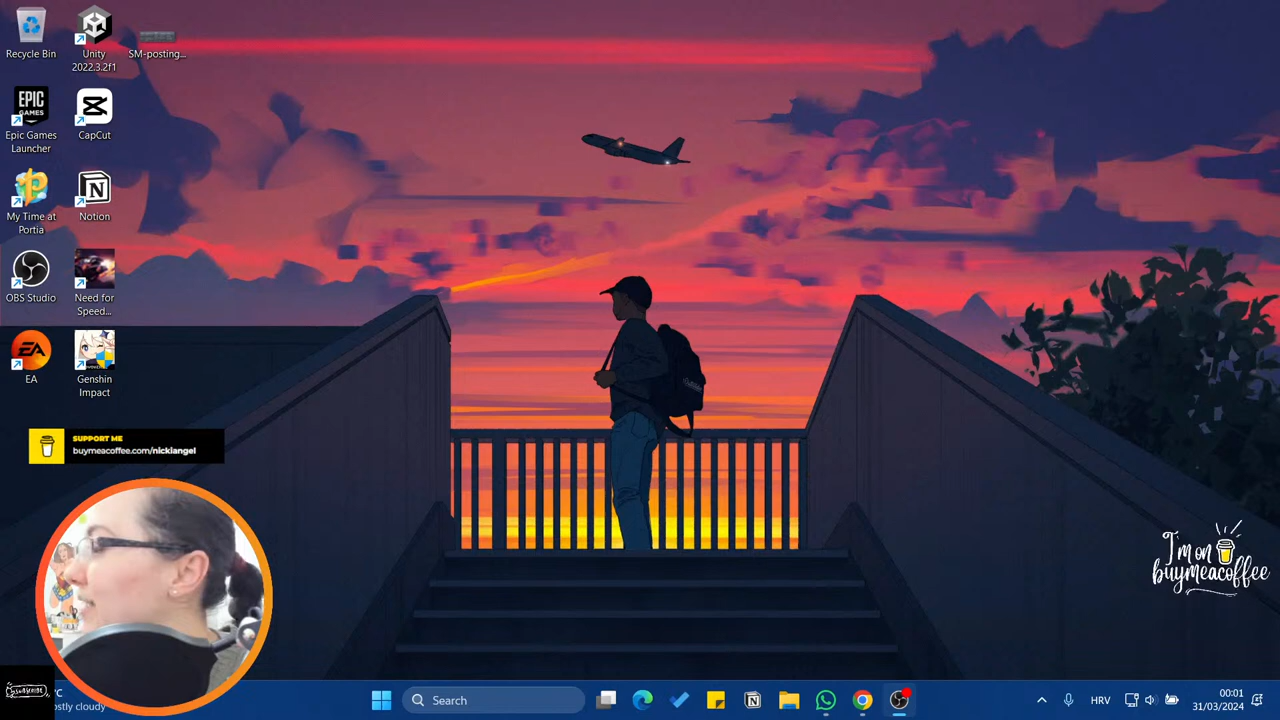 Recycle Bin
Unity
2022.3.2f1
SM-posting...
EPIC
GAMES
Epic Games
Launcher
CapCut
My Time at
Portia
Notion
OBS Studio
Need for
Speed...
EA
EA
Genshin
Impact
SUPPORT ME
buymeacoffee.com/nickiangel
I'm on
buymeacoffee
SUBSCRIBE
°C
ostly cloudy
Search
HRV
00:01
31/03/2024